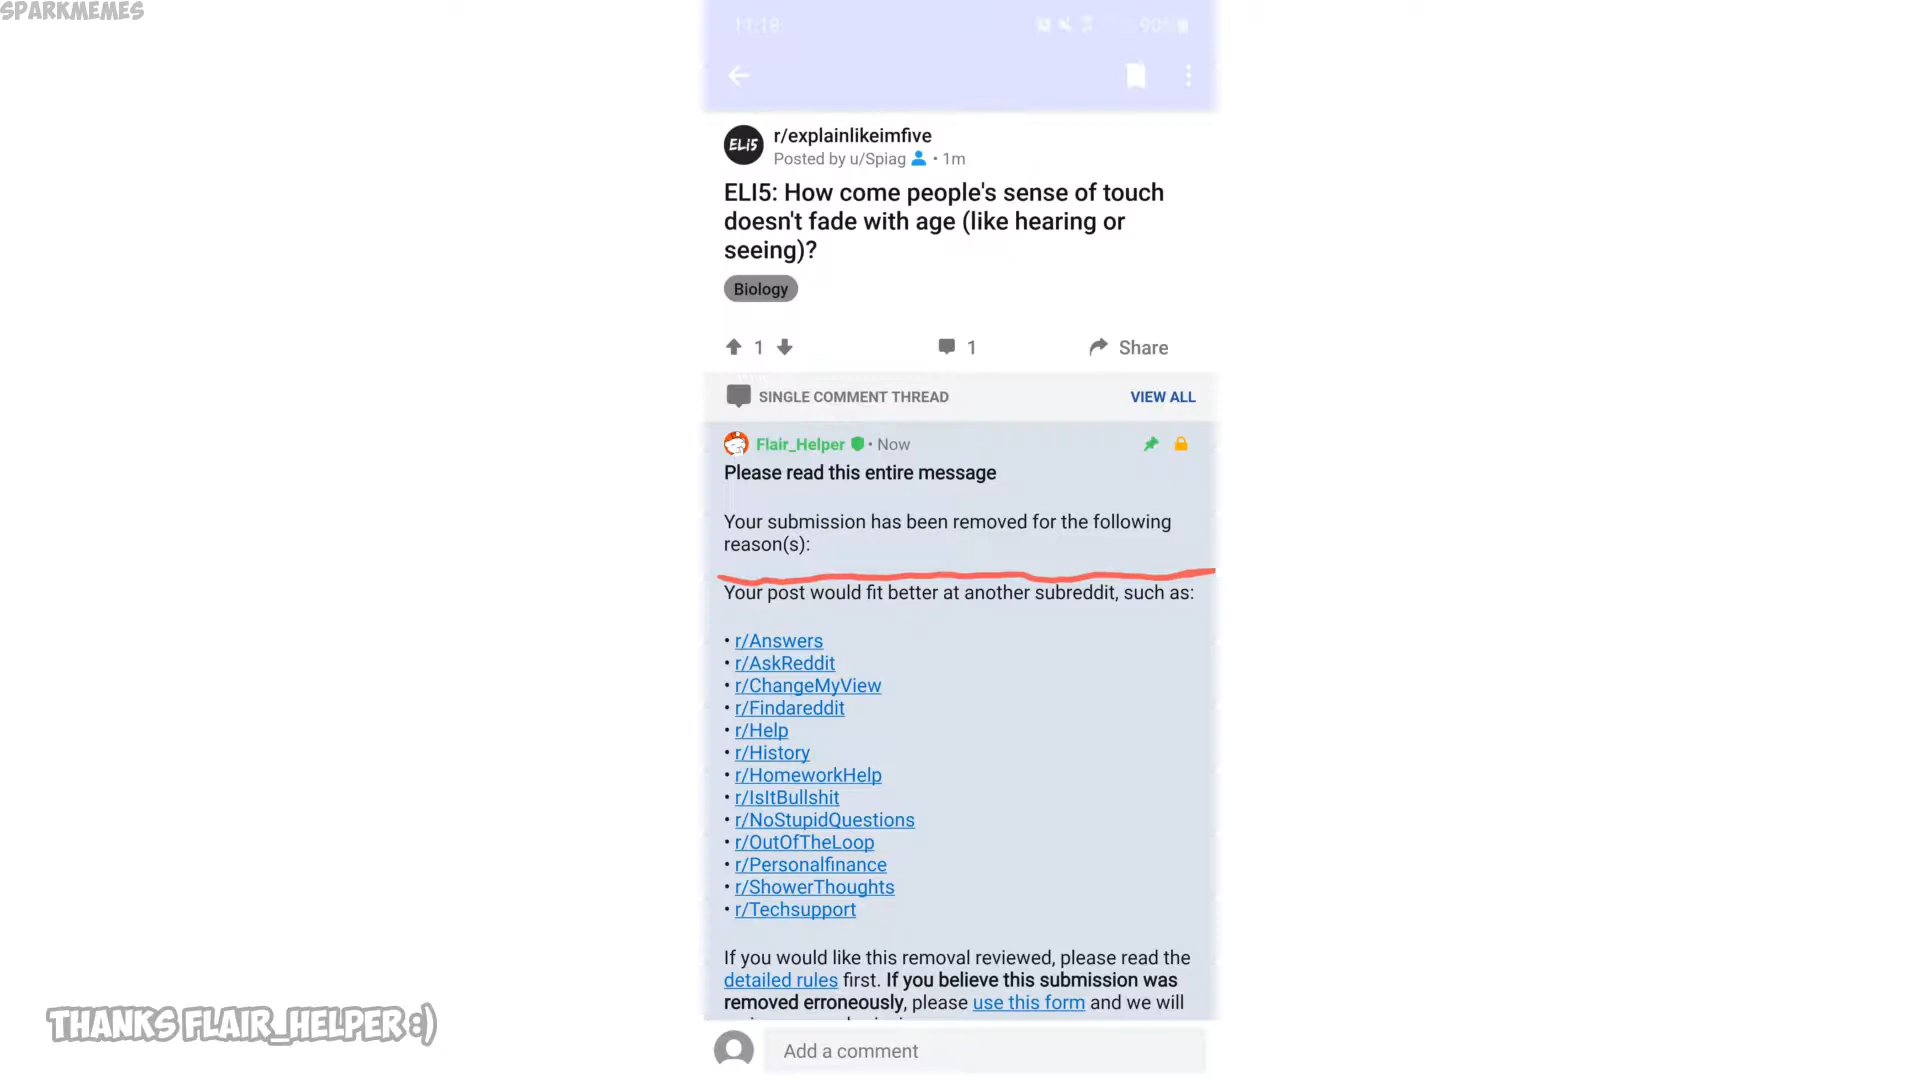 SPARKMEMES
11:18
90%
ELI5
r/explainlikeimfive
Posted by u/Spiag • 1m
ELI5: How come people's sense of touch
doesn't fade with age (like hearing or
seeing)?
Biology
1
1
Share
SINGLE COMMENT THREAD
VIEW ALL
Flair_Helper • Now
Please read this entire message
Your submission has been removed for the following
reason(s):
Your post would fit better at another subreddit, such as:
• r/Answers
• r/AskReddit
• r/ChangeMyView
• r/Findareddit
• r/Help
• r/History
• r/HomeworkHelp
• r/IsItBullshit
• r/NoStupidQuestions
• r/OutOfTheLoop
• r/Personalfinance
• r/ShowerThoughts
• r/Techsupport
If you would like this removal reviewed, please read the
detailed rules first. If you believe this submission was
removed erroneously, please use this form and we will
THANKS FLAIR_HELPER :)
Add a comment